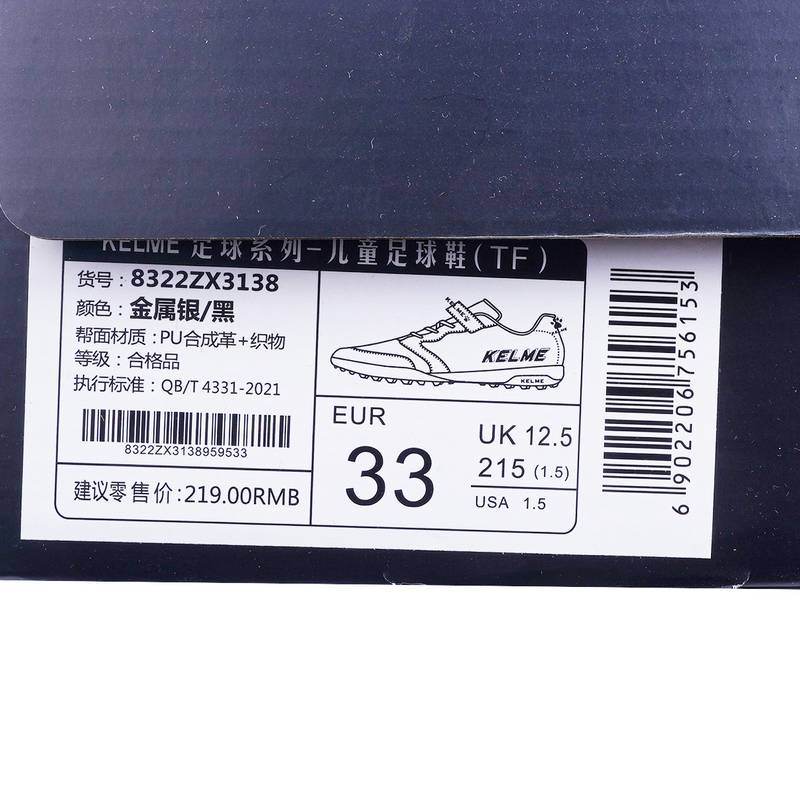 KELME 足球系列-儿童足球鞋(TF)
货号:8322ZX3138
颜色:金属银/黑
帮面材质:PU合成革+织物
等级:合格品
执行标准:QB/T 4331-2021
8322ZX3138959533
建议零售价:219.00RMB
KELME
KELME
KELME
EUR
33
UK 12.5
215 (1.5)
USA 1.5
6 902206 756153